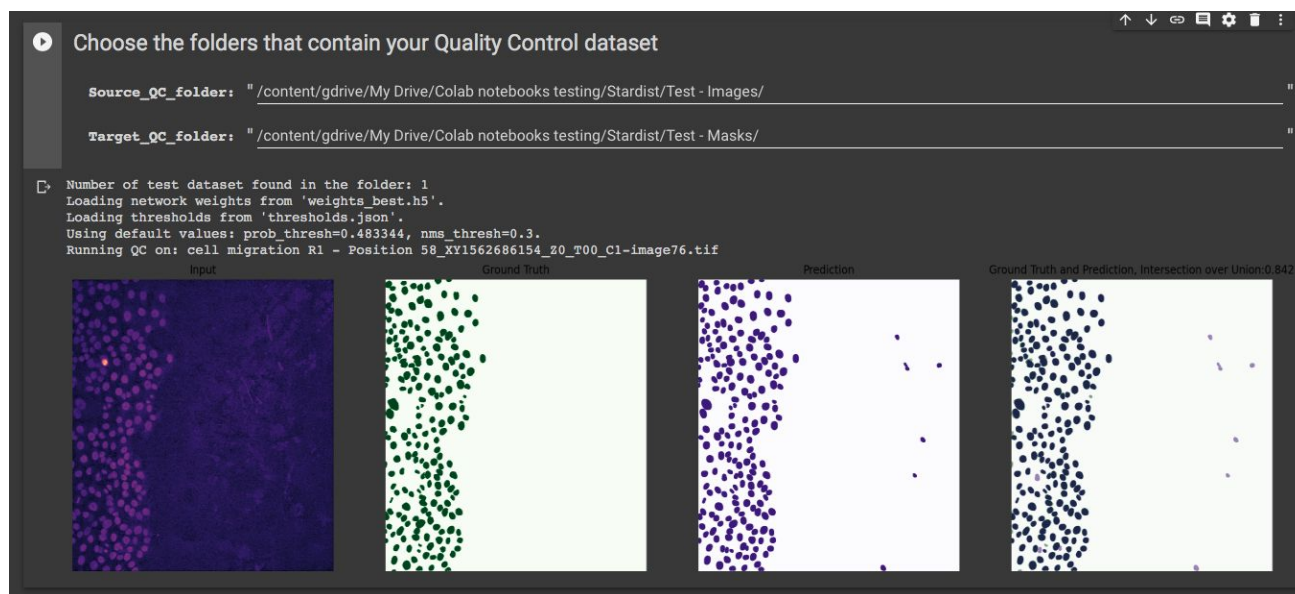 Choose the folders that contain your Quality Control dataset
Source_QC_folder: "/content/gdrive/My Drive/Colab notebooks testing/Stardist/Test - Images/"
Target_QC_folder: "/content/gdrive/My Drive/Colab notebooks testing/Stardist/Test - Masks/"
Number of test dataset found in the folder: 1
Loading network weights from 'weights_best.h5'.
Loading thresholds from 'thresholds.json'.
Using default values: prob_thresh=0.483344, nms_thresh=0.3.
Running QC on: cell migration R1 - Position 58_XY1562686154_Z0_T00_C1-image76.tif
Input
Ground Truth
Prediction
Ground Truth and Prediction, Intersection over Union:0.842